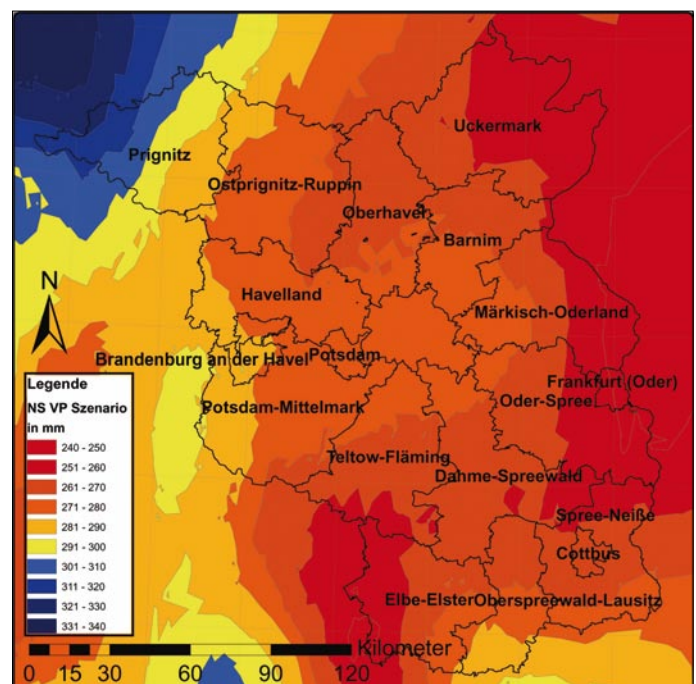 Uckermark
Prignitz
Ostprignitz-Ruppin
Oberhavel
Barnim
N
Havelland
Märkisch-Oderland
Brandenburg an der Havel
Potsdam
Frankfurt (Oder)
Legende
NS VP Szenario
in mm
240 - 250
251 - 260
261 - 270
271 - 280
281 - 290
291 - 300
301 - 310
311 - 320
321 - 330
331 - 340
Potsdam-Mittelmark
Oder-Spree
Teltow-Fläming
Dahme-Spreewald
Spree-Neiße
Cottbus
Elbe-Elster
Oberspreewald-Lausitz
Kilometer
0 15 30 60 90 120